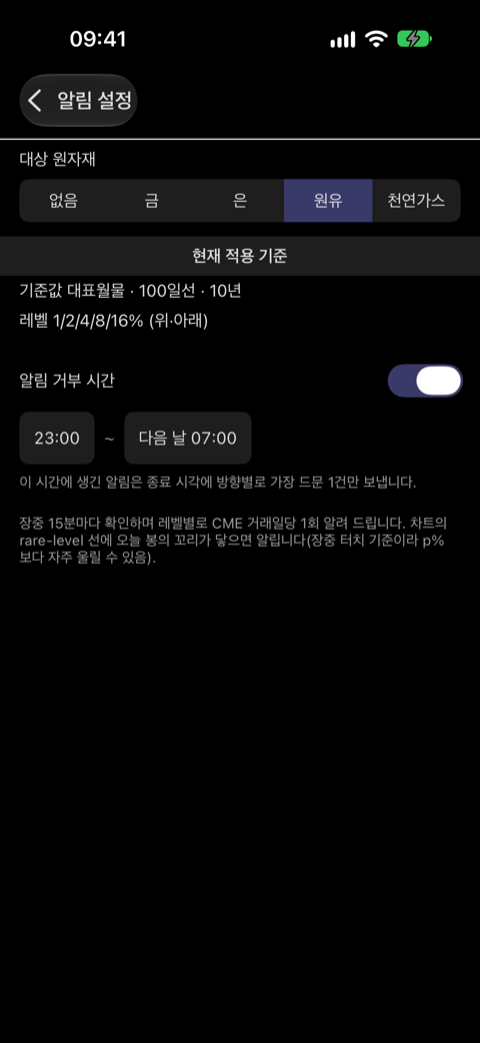 09:41
알림 설정
대상 원자재
없음 금 은 원유 천연가스
현재 적용 기준
기준값 대표월물 · 100일선 · 10년
레벨 1/2/4/8/16% (위·아래)
알림 거부 시간
23:00 ~ 다음 날 07:00
이 시간에 생긴 알림은 종료 시각에 방향별로 가장 드문 1건만 보냅니다.
장중 15분마다 확인하며 레벨별로 CME 거래일당 1회 알려 드립니다. 차트의
rare-level 선에 오늘 봉의 꼬리가 닿으면 알립니다(장중 터치 기준이라 p%
보다 자주 울릴 수 있음).